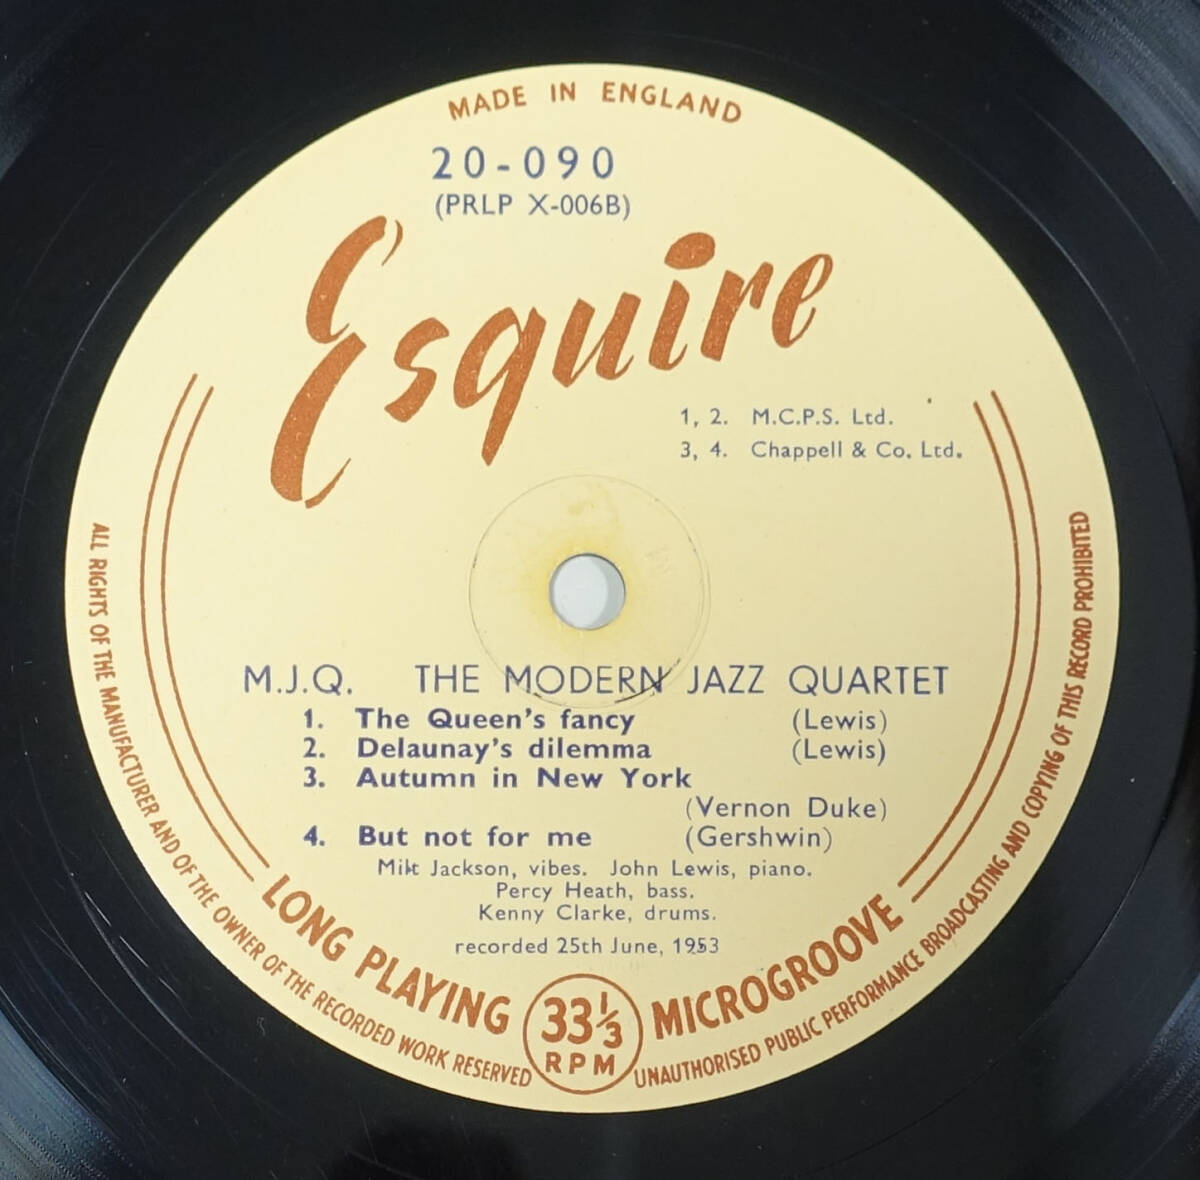 MADE IN ENGLAND
20-090
(PRLP X-006B)
Esquire
1, 2. M.C.P.S. Ltd.
3, 4. Chappell & Co. Ltd.
M.J.Q. THE MODERN JAZZ QUARTET
1. The Queen's fancy (Lewis)
2. Delaunay's dilemma (Lewis)
3. Autumn in New York
(Vernon Duke)
4. But not for me (Gershwin)
Milt Jackson, vibes. John Lewis, piano.
Percy Heath, bass.
Kenny Clarke, drums.
recorded 25th June, 1953
LONG PLAYING 33⅓ RPM MICROGROOVE
ALL RIGHTS OF THE MANUFACTURER AND OF THE OWNER OF THE RECORDED WORK RESERVED
UNAUTHORISED PUBLIC PERFORMANCE BROADCASTING AND COPYING OF THIS RECORD PROHIBITED